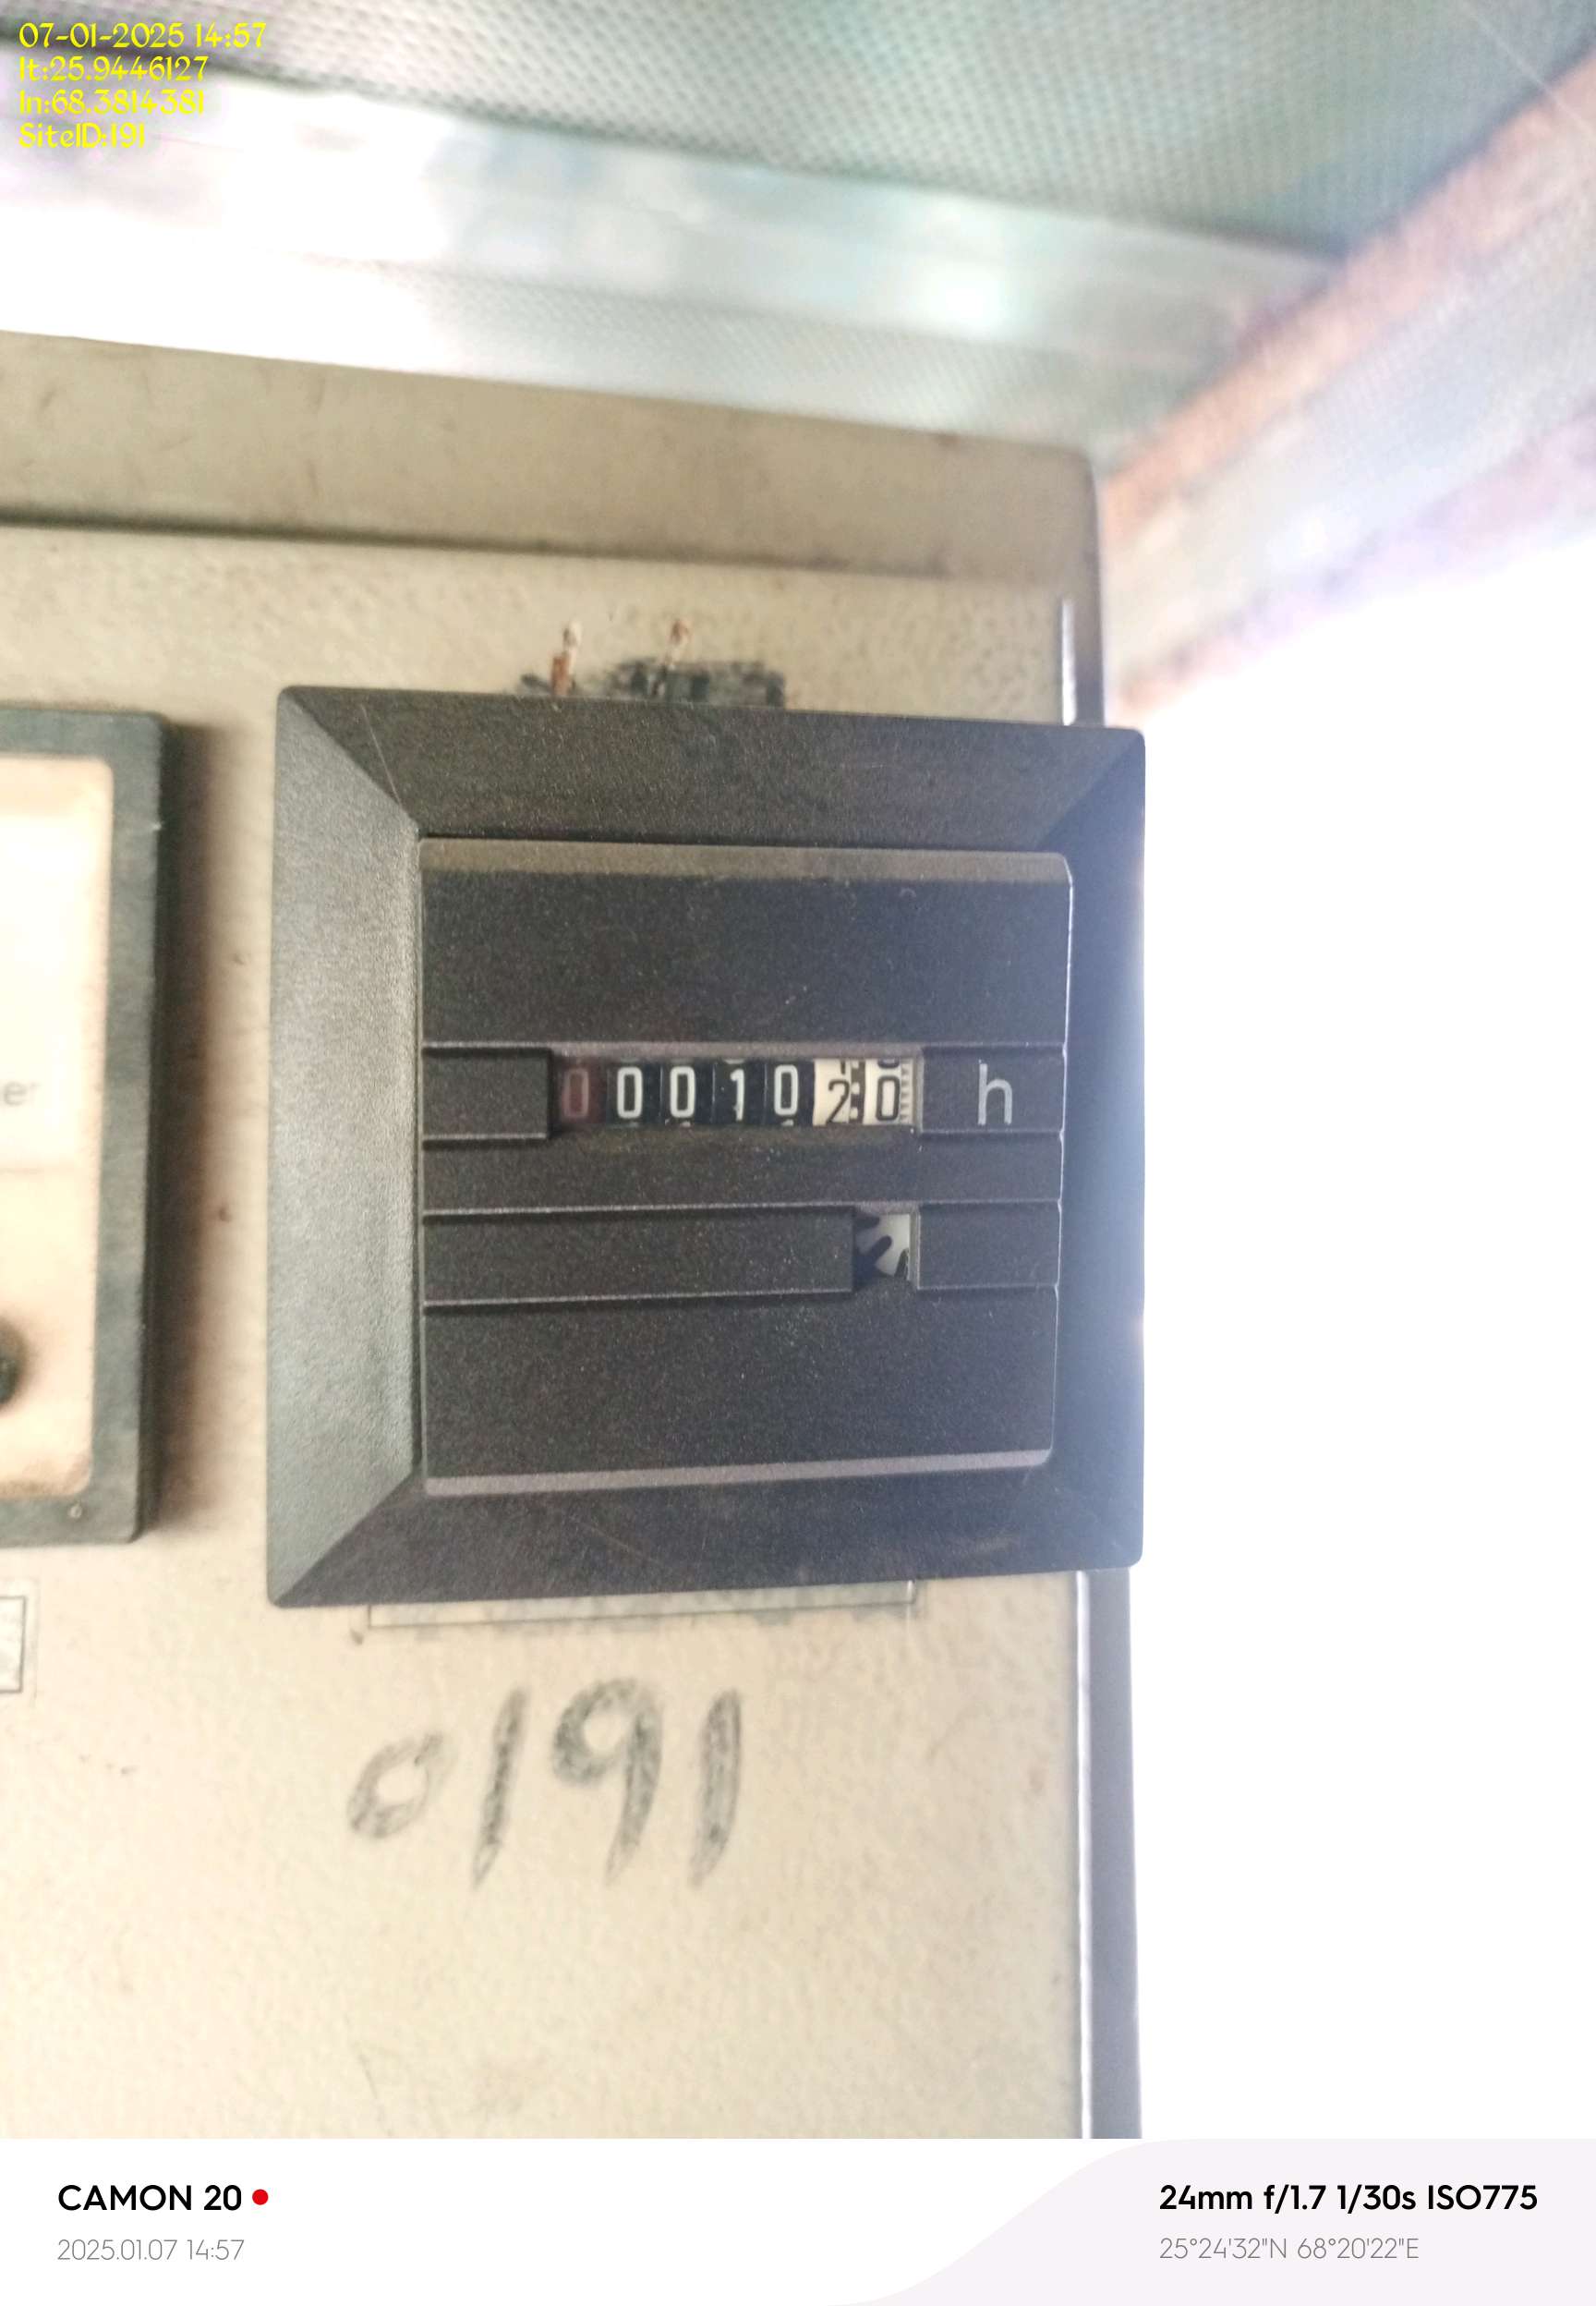 07-01-2025 14:57
lt:25.9446127
ln:68.3814381
SiteID:191
er
0001020 h
0191
CAMON 20
2025.01.07 14:57
24mm f/1.7 1/30s ISO775
25°24'32"N 68°20'22"E